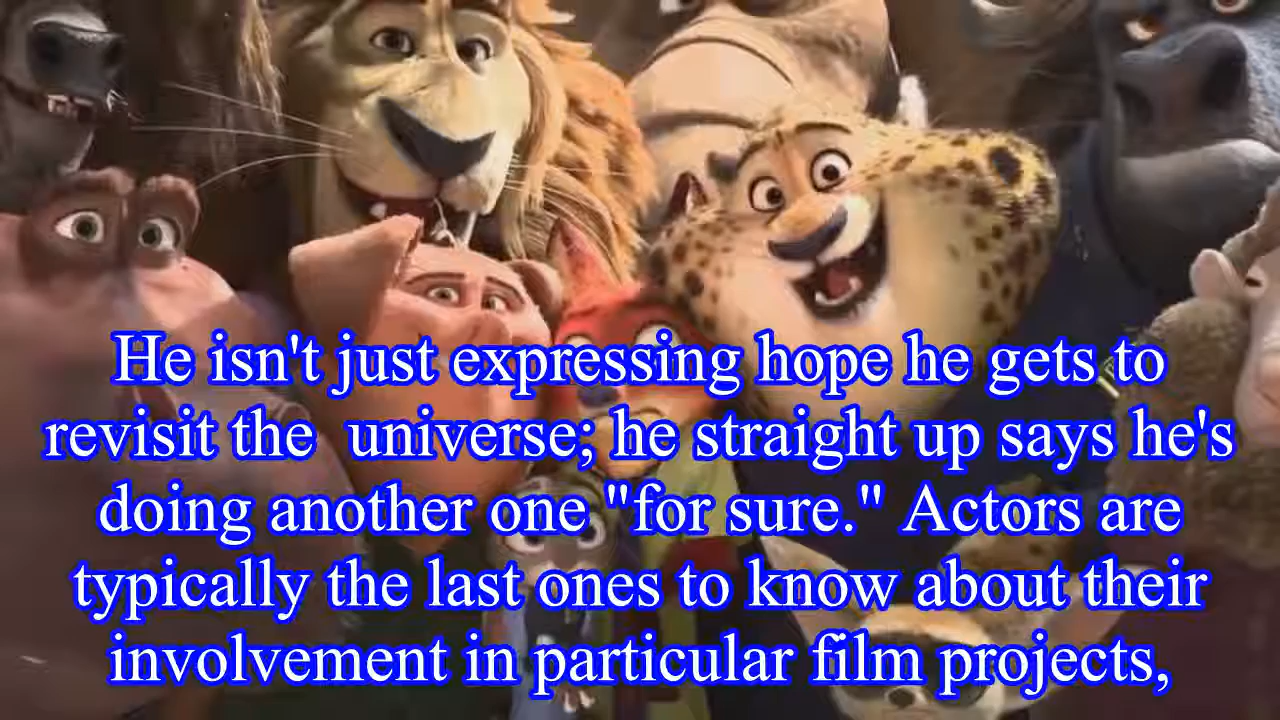 He isn't just expressing hope he gets to
revisit the  universe; he straight up says he's
doing another one "for sure." Actors are
typically the last ones to know about their
involvement in particular film projects,